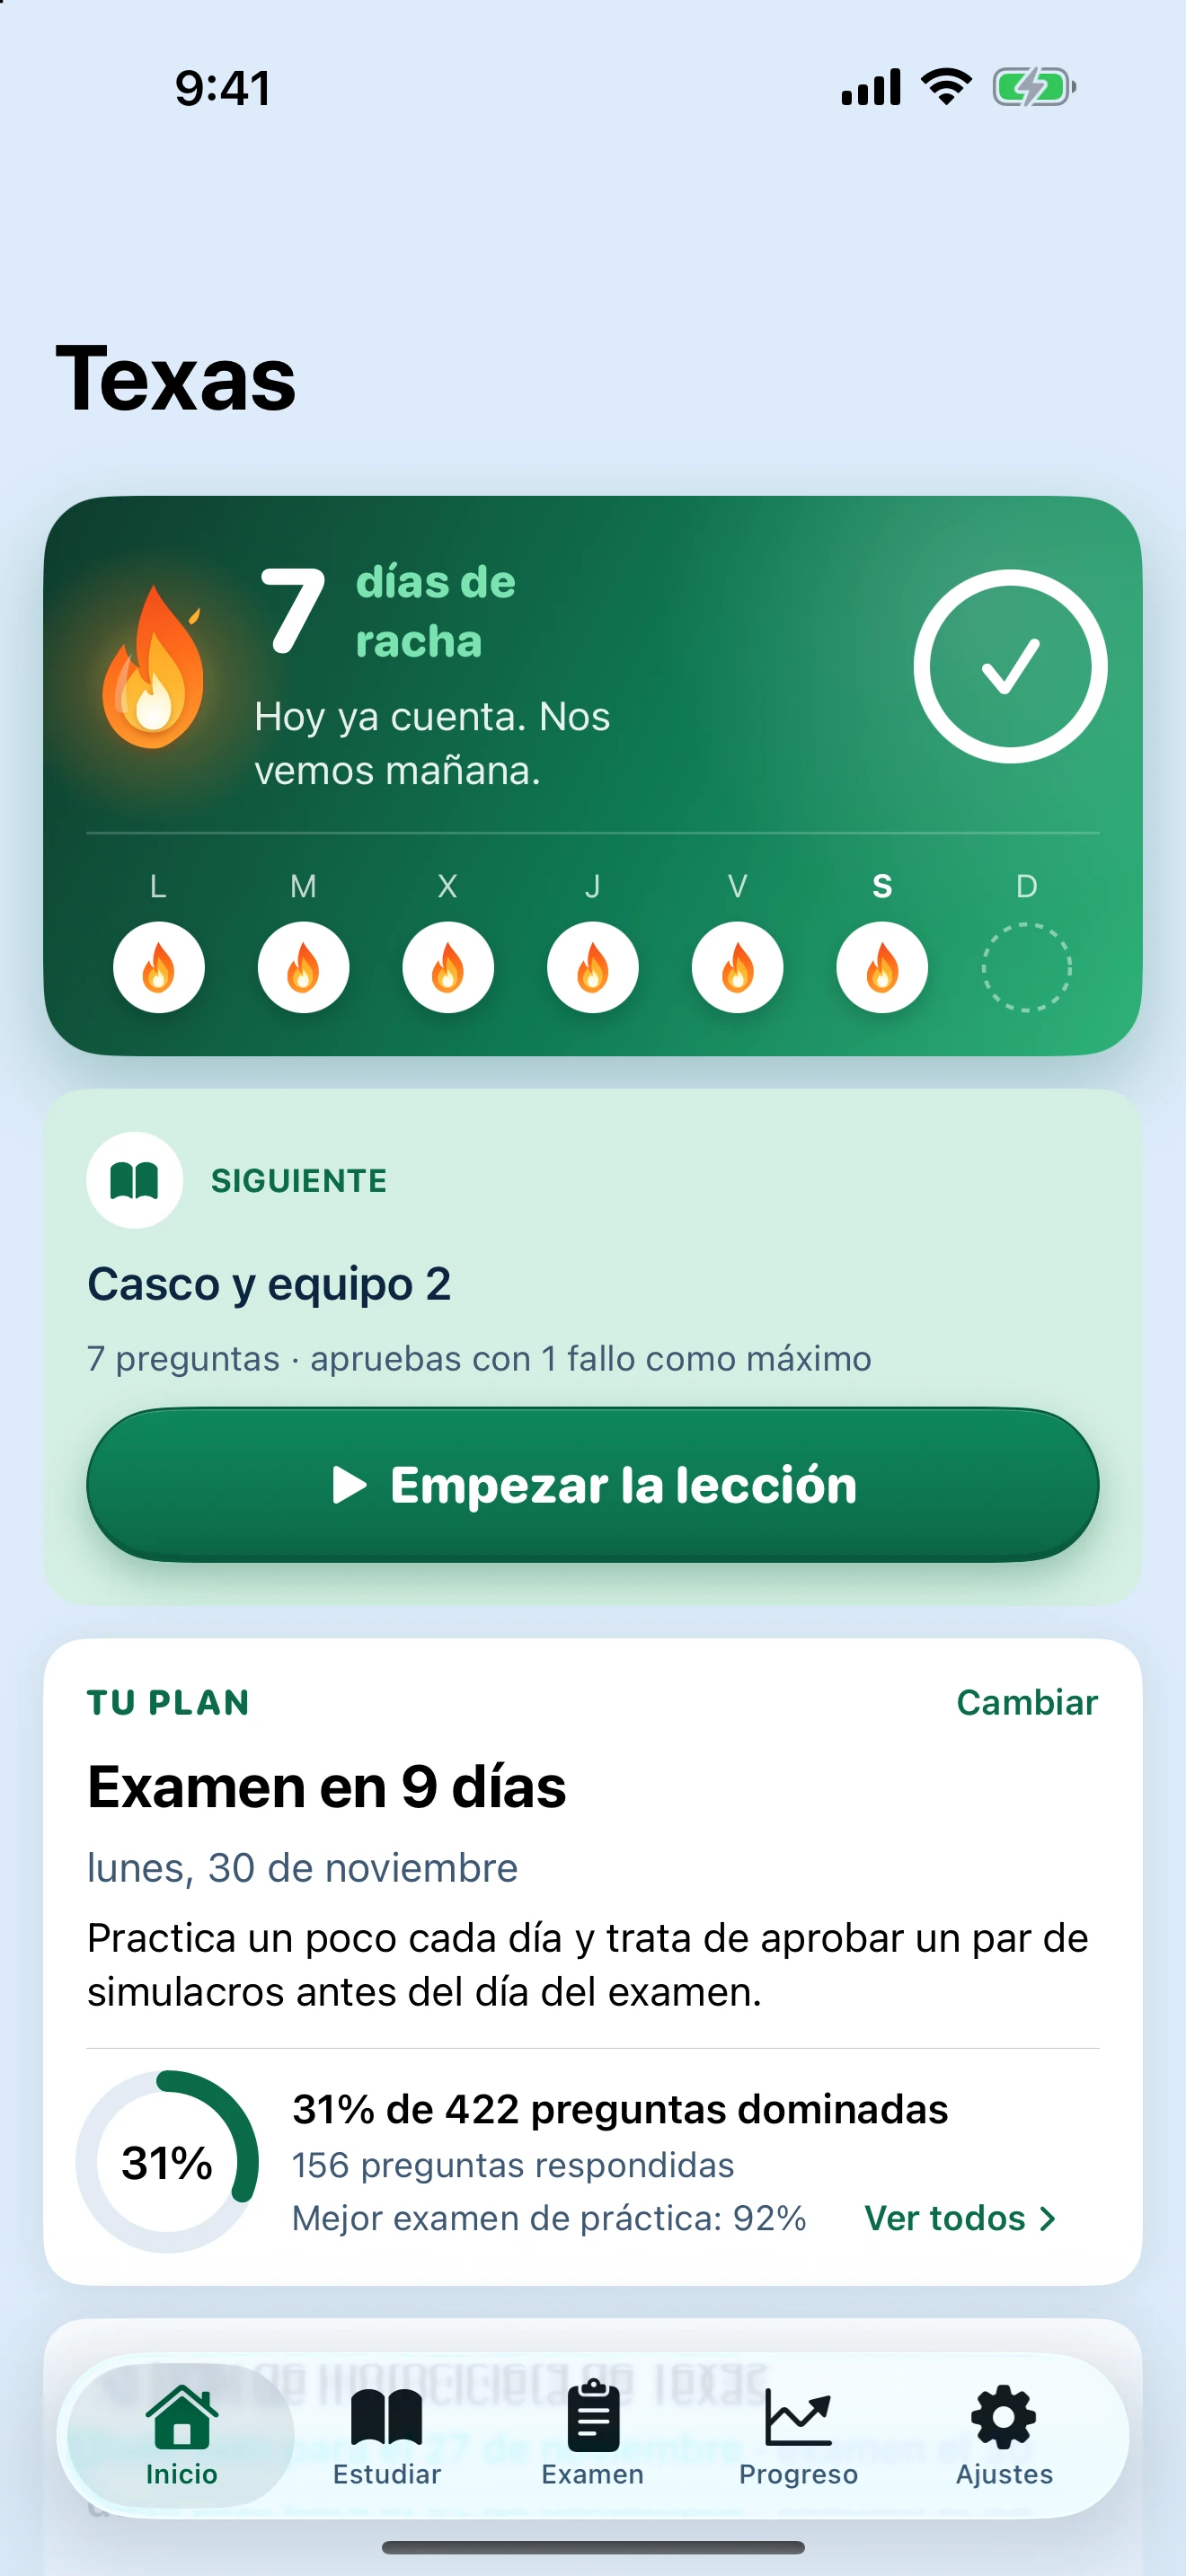 9:41
Texas
7 días de
racha
Hoy ya cuenta. Nos
vemos mañana.
L M X J V S D
SIGUIENTE
Casco y equipo 2
7 preguntas · apruebas con 1 fallo como máximo
Empezar la lección
TU PLAN
Cambiar
Examen en 9 días
lunes, 30 de noviembre
Practica un poco cada día y trata de aprobar un par de
simulacros antes del día del examen.
31%
31% de 422 preguntas dominadas
156 preguntas respondidas
Mejor examen de práctica: 92%
Ver todos
Inicio Estudiar Examen Progreso Ajustes